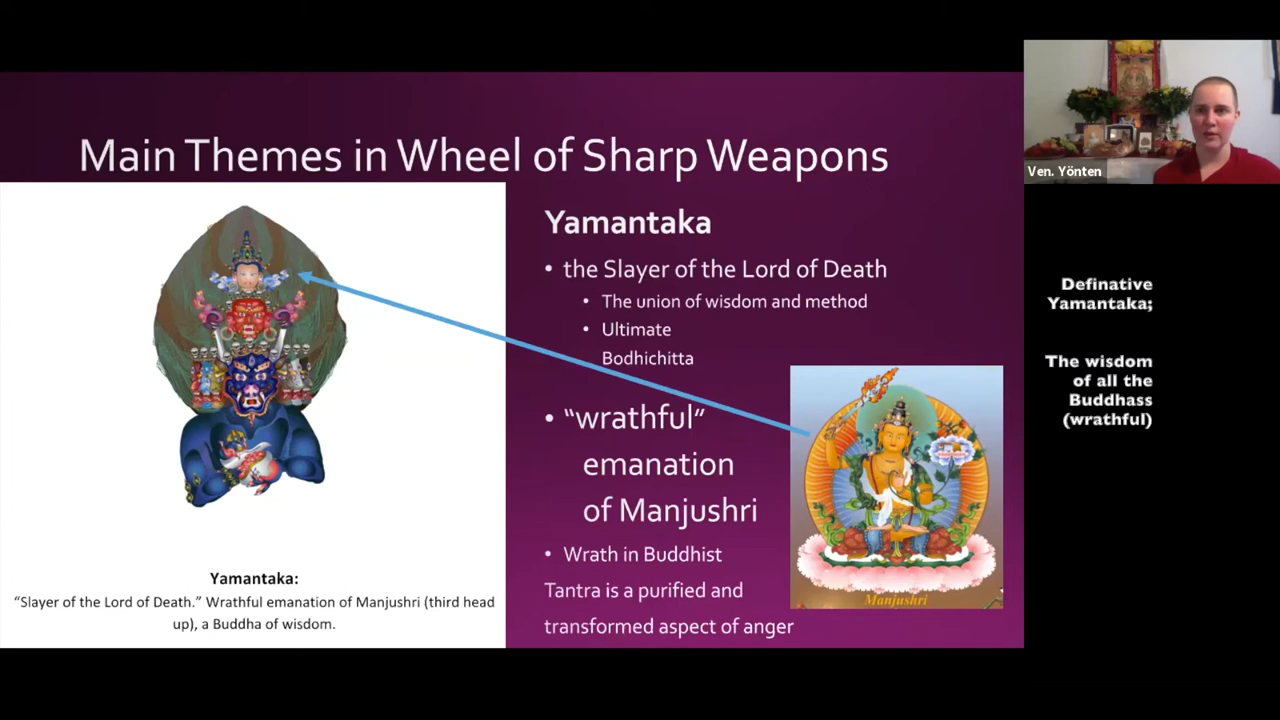 Main Themes in Wheel of Sharp Weapons
Yamantaka
• the Slayer of the Lord of Death
• The union of wisdom and method
• Ultimate
Bodhichitta
• “wrathful”
emanation
of Manjushri
• Wrath in Buddhist
Tantra is a purified and
transformed aspect of anger
Manjushri
Yamantaka:
“Slayer of the Lord of Death.” Wrathful emanation of Manjushri (third head
up), a Buddha of wisdom.
Ven. Yönten
Definative
Yamantaka;
The wisdom
of all the
Buddhass
(wrathful)